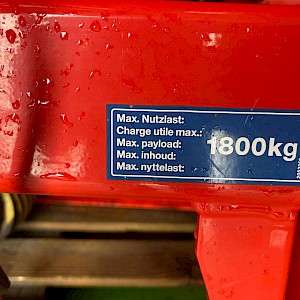 Max. Nutzlast:
Charge utile max.:
Max. payload:
Max. inhoud:
Max. nyttelast:
1800kg